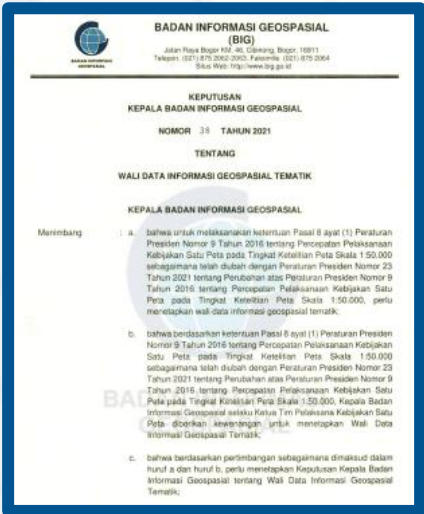 BADAN INFORMASI GEOSPASIAL
(BIG)
Jalan Raya Bogor KM. 46, Cibinong, Bogor, 16911
Telepon. (021) 875 2062-2063, Faksimile. (021) 875 2064
Situs Web: http://www.big.go.id
BADAN INFORMASI
GEOSPASIAL
KEPUTUSAN
KEPALA BADAN INFORMASI GEOSPASIAL
NOMOR 38 TAHUN 2021
TENTANG
WALI DATA INFORMASI GEOSPASIAL TEMATIK
KEPALA BADAN INFORMASI GEOSPASIAL
Menimbang : a. bahwa untuk melaksanakan ketentuan Pasal 8 ayat (1) Peraturan
Presiden Nomor 9 Tahun 2016 tentang Percepatan Pelaksanaan
Kebijakan Satu Peta pada Tingkat Ketelitian Peta Skala 1:50.000
sebagaimana telah diubah dengan Peraturan Presiden Nomor 23
Tahun 2021 tentang Perubahan atas Peraturan Presiden Nomor 9
Tahun 2016 tentang Percepatan Pelaksanaan Kebijakan Satu
Peta pada Tingkat Ketelitian Peta Skala 1:50.000, perlu
menetapkan wali data informasi geospasial tematik;
b. bahwa berdasarkan ketentuan Pasal 8 ayat (1) Peraturan Presiden
Nomor 9 Tahun 2016 tentang Percepatan Pelaksanaan Kebijakan
Satu Peta pada Tingkat Ketelitian Peta Skala 1:50.000
sebagaimana telah diubah dengan Peraturan Presiden Nomor 23
Tahun 2021 tentang Perubahan atas Peraturan Presiden Nomor 9
Tahun 2016 tentang Percepatan Pelaksanaan Kebijakan Satu
Peta pada Tingkat Ketelitian Peta Skala 1:50.000, Kepala Badan
Informasi Geospasial selaku Ketua Tim Pelaksana Kebijakan Satu
Peta diberikan kewenangan untuk menetapkan Wali Data
Informasi Geospasial Tematik;
c. bahwa berdasarkan pertimbangan sebagaimana dimaksud dalam
huruf a dan huruf b, perlu menetapkan Keputusan Kepala Badan
Informasi Geospasial tentang Wali Data Informasi Geospasial
Tematik;